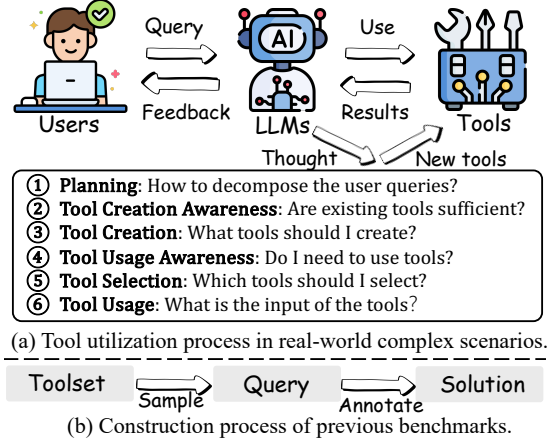 Query
AI
Use
Feedback
Results
Users
LLMs
Tools
Thought
New tools
① Planning: How to decompose the user queries?
② Tool Creation Awareness: Are existing tools sufficient?
③ Tool Creation: What tools should I create?
④ Tool Usage Awareness: Do I need to use tools?
⑤ Tool Selection: Which tools should I select?
⑥ Tool Usage: What is the input of the tools?
(a) Tool utilization process in real-world complex scenarios.
Toolset
Sample
Query
Annotate
Solution
(b) Construction process of previous benchmarks.